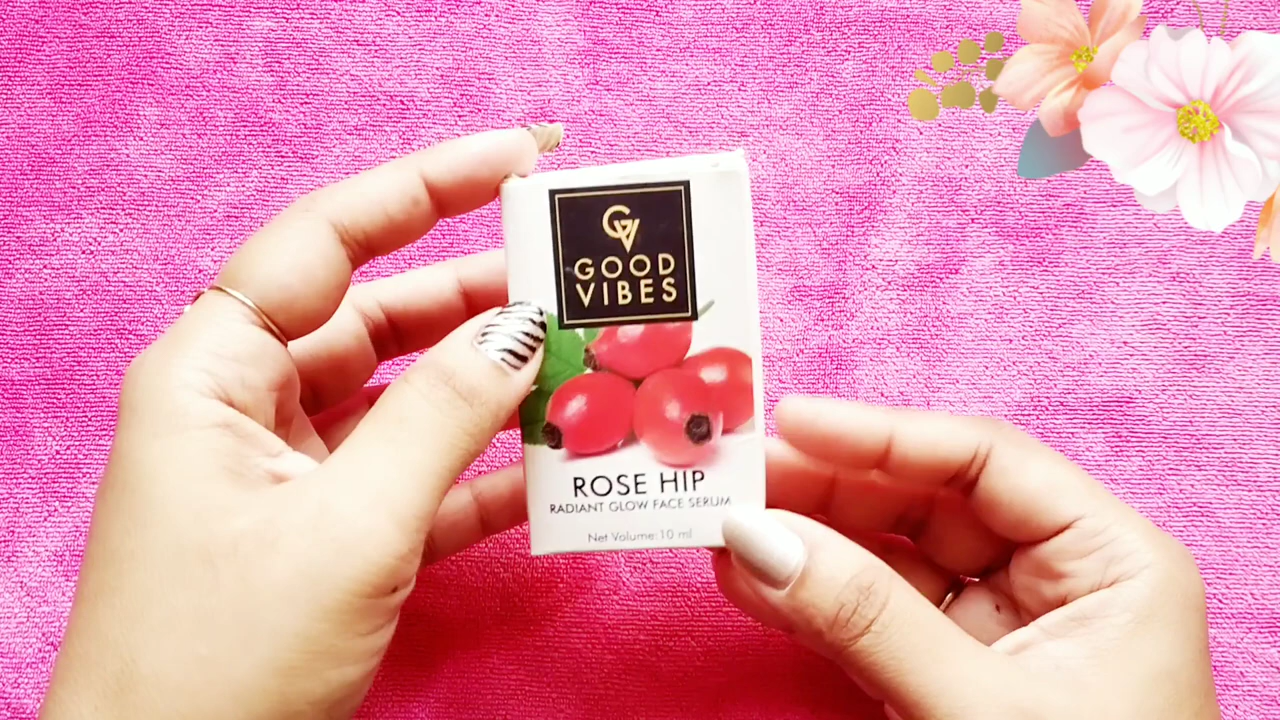 GV
GOOD
VIBES
ROSE HIP
RADIANT GLOW FACE SERUM
Net Volume: 10 ml